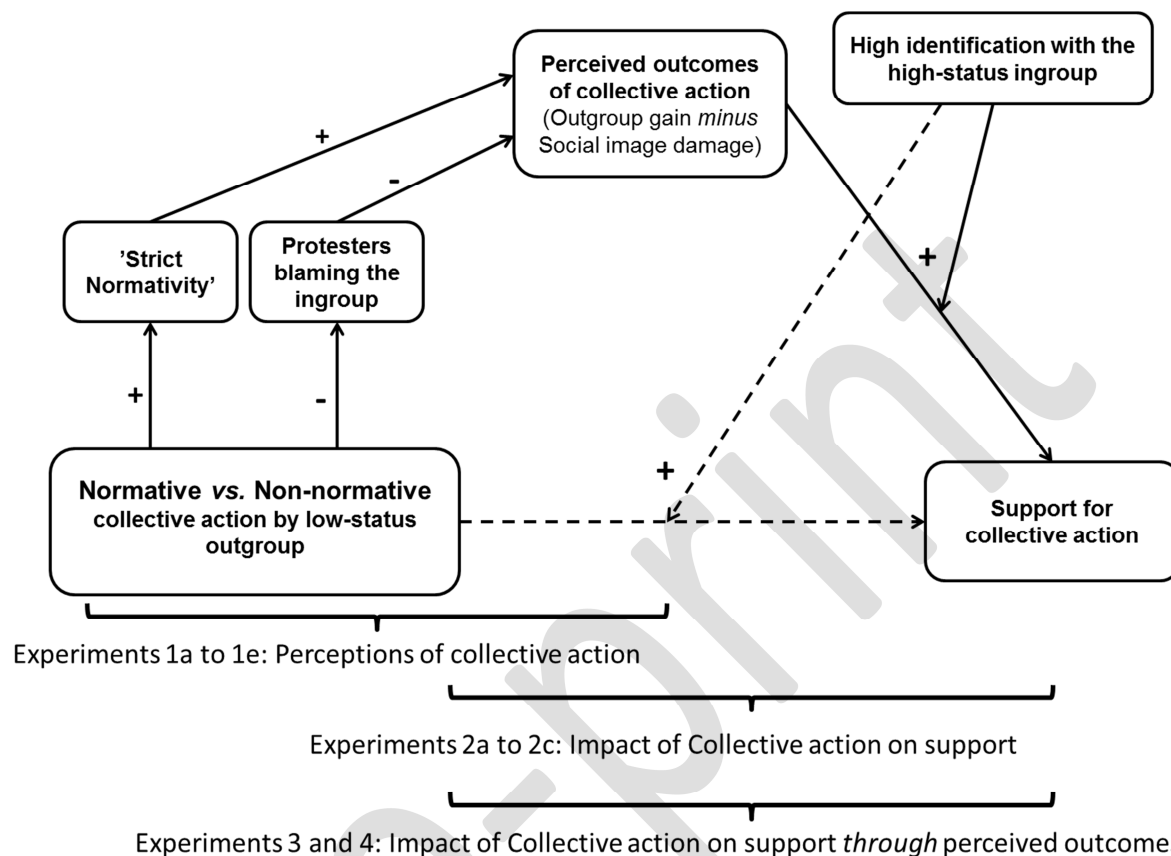 High identification with the
high-status ingroup
Perceived outcomes
of collective action
(Outgroup gain minus
Social image damage)
+
-
'Strict
Normativity’
Protesters
blaming the
ingroup
+
+
-
+
Normative vs. Non-normative
collective action by low-status
outgroup
Support for
collective action
Experiments 1a to 1e: Perceptions of collective action
Experiments 2a to 2c: Impact of Collective action on support
Experiments 3 and 4: Impact of Collective action on support through perceived outcome
-print